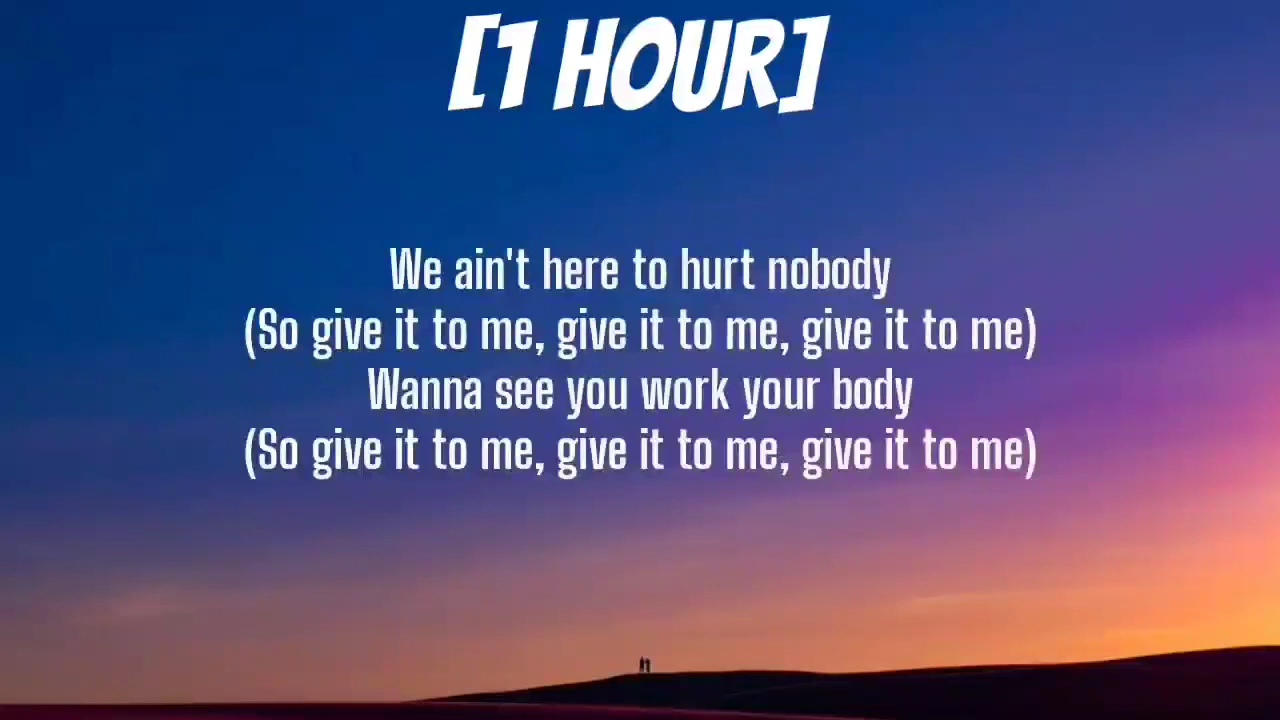 [1 HOUR]
We ain't here to hurt nobody
(So give it to me, give it to me, give it to me)
Wanna see you work your body
(So give it to me, give it to me, give it to me)